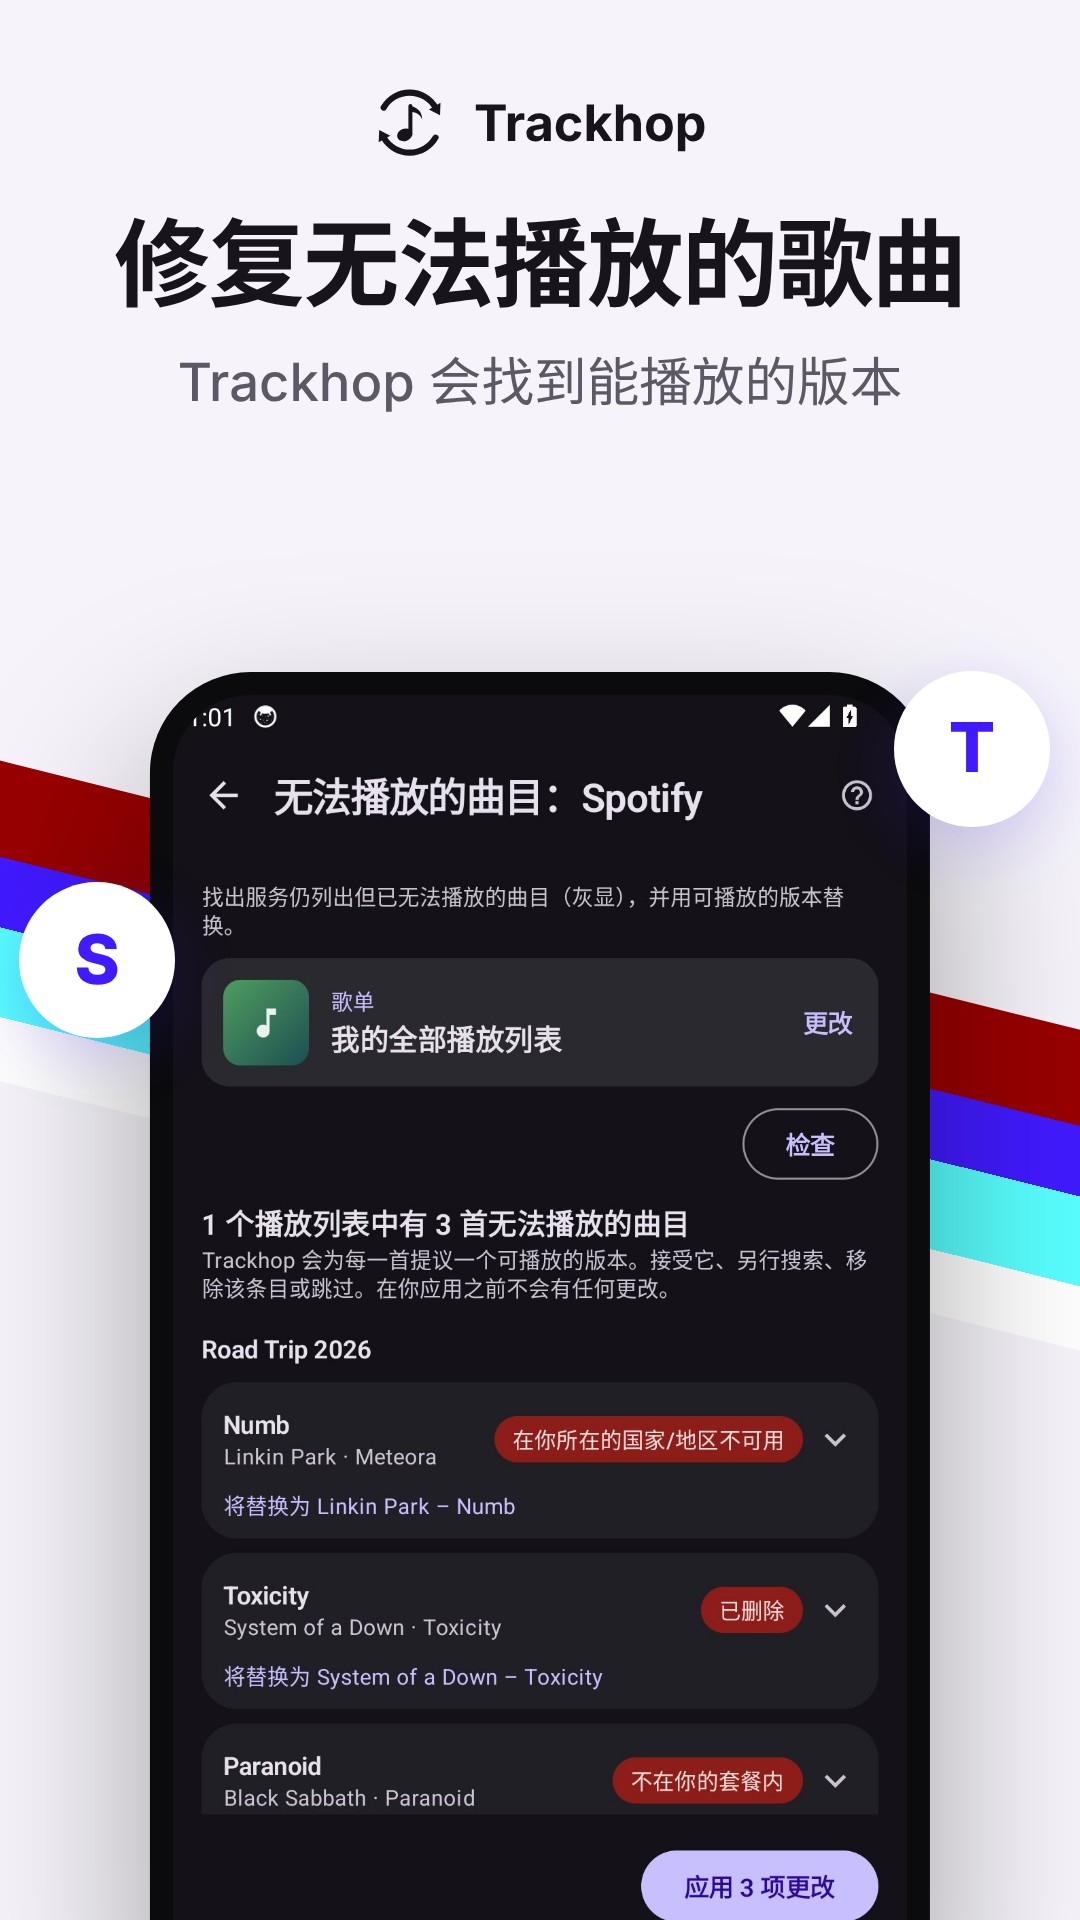 Trackhop
修复无法播放的歌曲
Trackhop 会找到能播放的版本
:01
T
无法播放的曲目：Spotify
S
找出服务仍列出但已无法播放的曲目（灰显），并用可播放的版本替
换。
歌单
我的全部播放列表
更改
检查
1 个播放列表中有 3 首无法播放的曲目
Trackhop 会为每一首提议一个可播放的版本。接受它、另行搜索、移
除该条目或跳过。在你应用之前不会有任何更改。
Road Trip 2026
Numb
在你所在的国家/地区不可用
Linkin Park · Meteora
将替换为 Linkin Park – Numb
Toxicity
已删除
System of a Down · Toxicity
将替换为 System of a Down – Toxicity
Paranoid
不在你的套餐内
Black Sabbath · Paranoid
应用 3 项更改